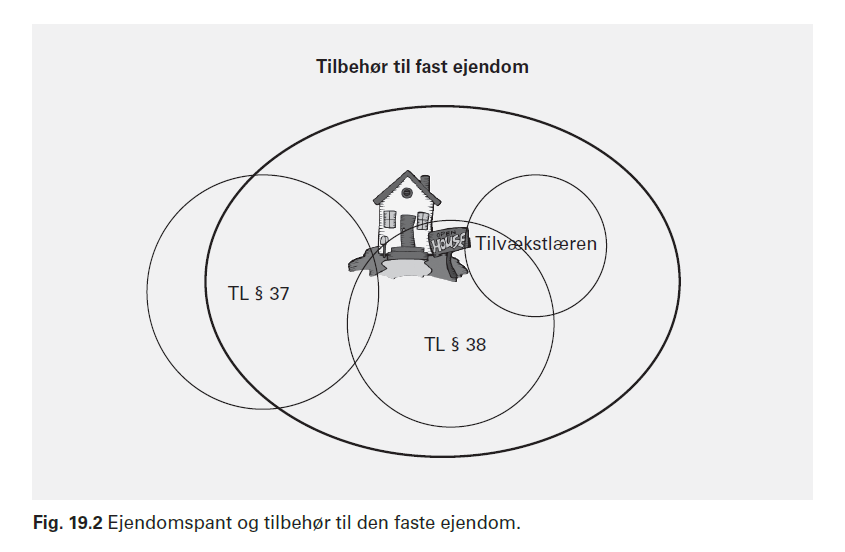 Tilbehør til fast ejendom
OPEN
HOUSE
Tilvækstlæren
TL § 37
TL § 38
Fig. 19.2 Ejendomspant og tilbehør til den faste ejendom.